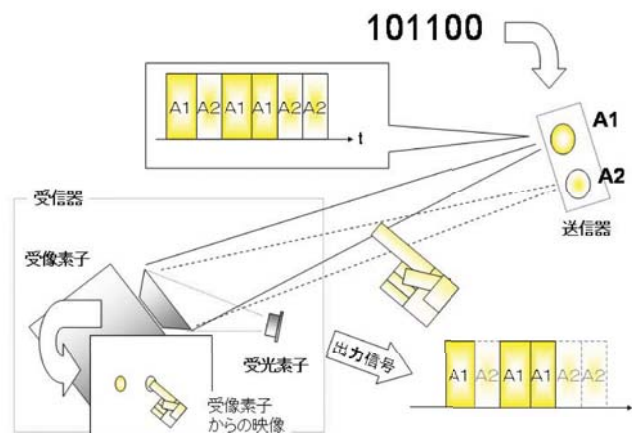 101100
A1 A2 A1 A1 A2 A2
t
A1
A2
送信器
受信器
受像素子
受光素子
受像素子
からの映像
出力信号
A1 A2 A1 A1 A2 A2